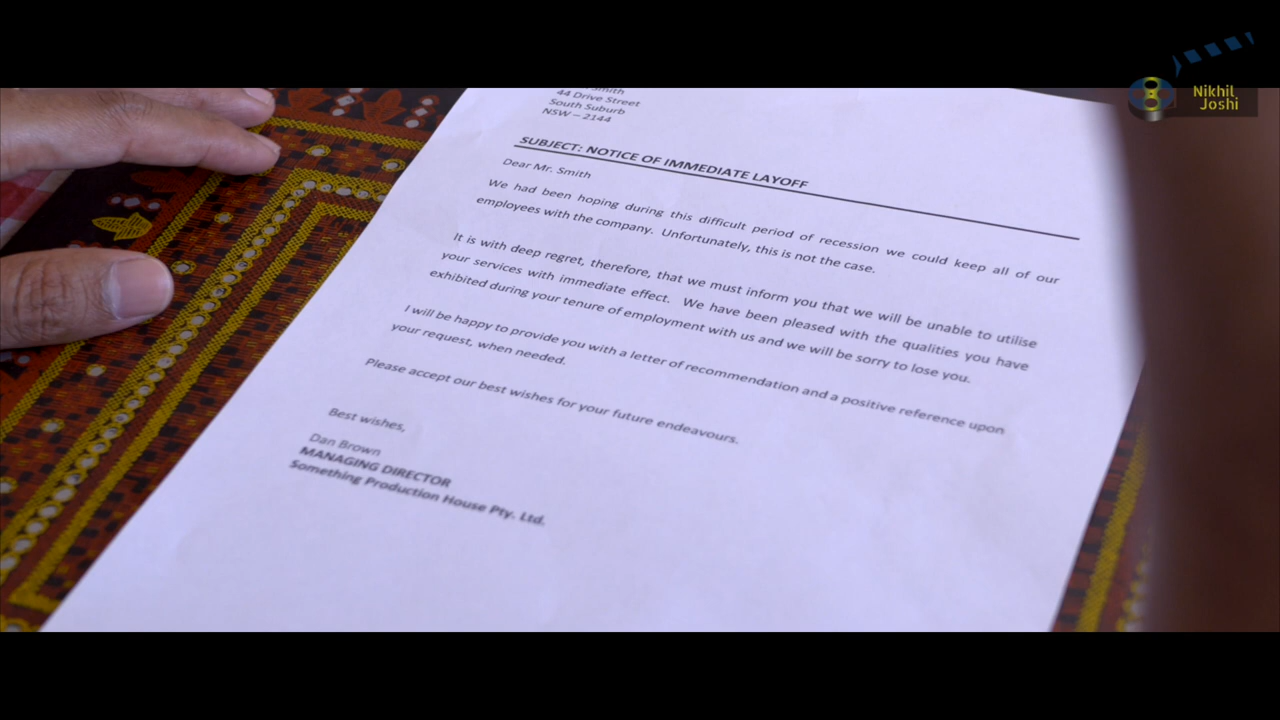 Smith
44 Drive Street
South Suburb
NSW – 2144
SUBJECT: NOTICE OF IMMEDIATE LAYOFF
Dear Mr. Smith
We had been hoping during this difficult period of recession we could keep all of our
employees with the company. Unfortunately, this is not the case.
It is with deep regret, therefore, that we must inform you that we will be unable to utilise
your services with immediate effect. We have been pleased with the qualities you have
exhibited during your tenure of employment with us and we will be sorry to lose you.
I will be happy to provide you with a letter of recommendation and a positive reference upon
your request, when needed.
Please accept our best wishes for your future endeavours.
Best wishes,
Dan Brown
MANAGING DIRECTOR
Something Production House Pty. Ltd.
Nikhil
Joshi